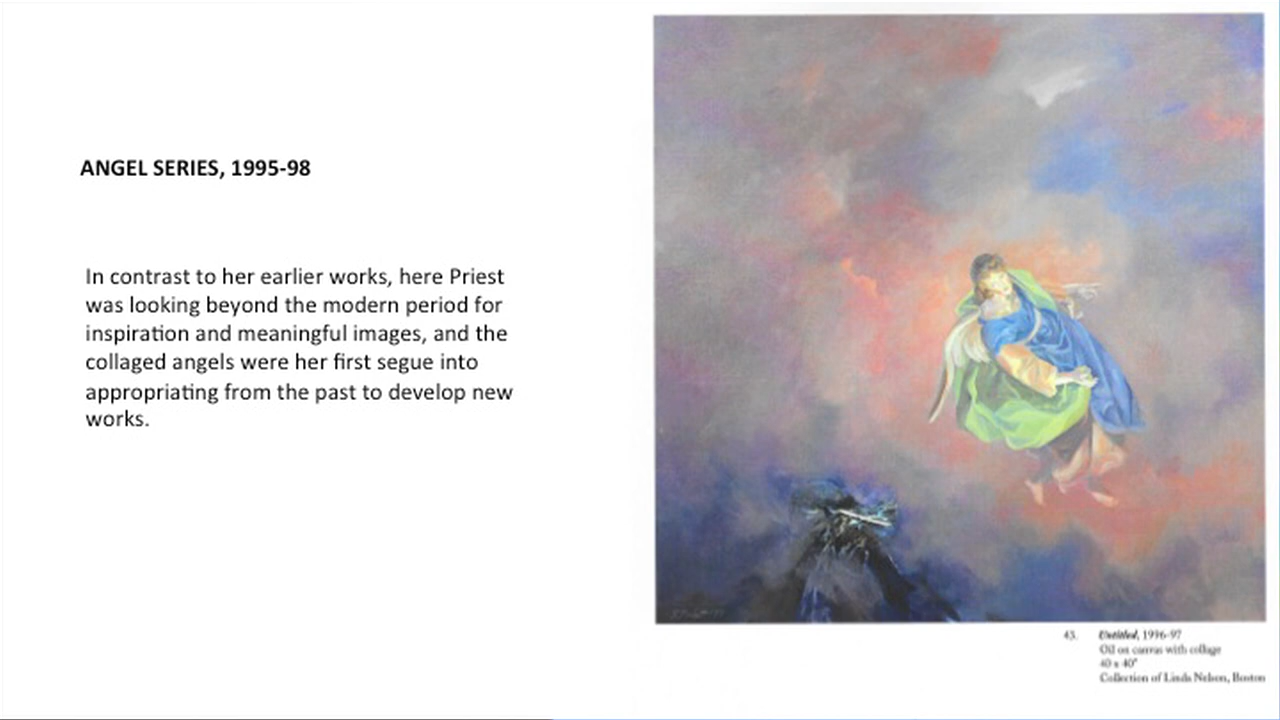 ANGEL SERIES, 1995-98
In contrast to her earlier works, here Priest
was looking beyond the modern period for
inspiration and meaningful images, and the
collaged angels were her first segue into
appropriating from the past to develop new
works.
43. Untitled, 1996-97
Oil on canvas with collage
40 x 40"
Collection of Linda Nelson, Boston